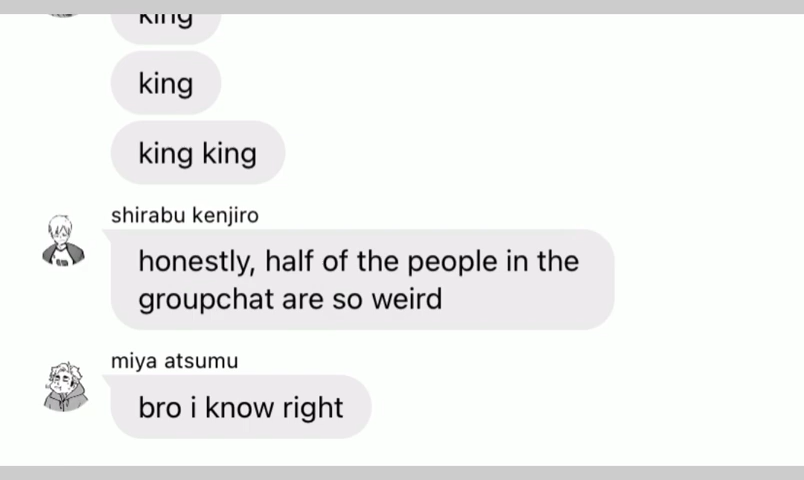 king
king
king king
shirabu kenjiro
honestly, half of the people in the
groupchat are so weird
miya atsumu
bro i know right